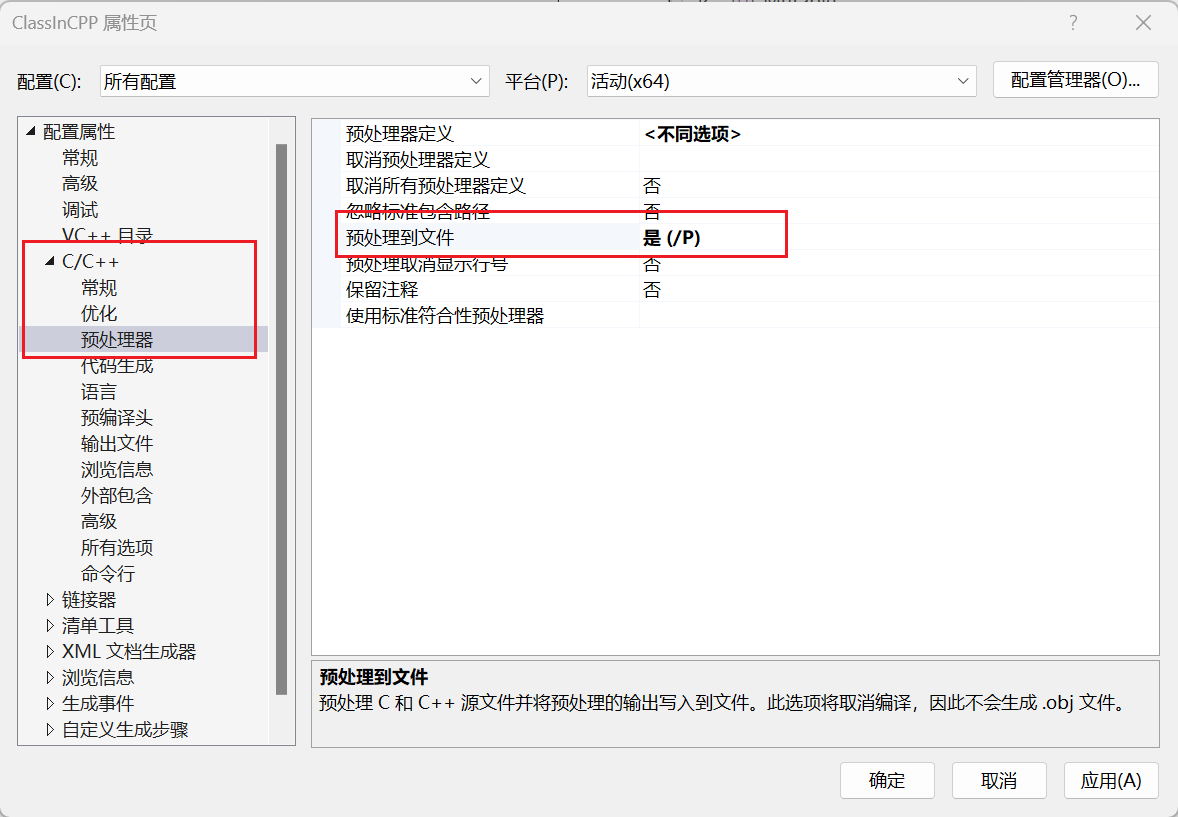 ClassInCPP 属性页
?
配置(C):
所有配置
平台(P):
活动(x64)
配置管理器(O)...
配置属性
常规
高级
调试
VC++ 目录
C/C++
常规
优化
预处理器
代码生成
语言
预编译头
输出文件
浏览信息
外部包含
高级
所有选项
命令行
链接器
清单工具
XML 文档生成器
浏览信息
生成事件
自定义生成步骤
预处理器定义 <不同选项>
取消预处理器定义
取消所有预处理器定义 否
忽略标准包含路径 否
预处理到文件 是 (/P)
预处理取消显示行号 否
保留注释 否
使用标准符合性预处理器
预处理到文件
预处理 C 和 C++ 源文件并将预处理的输出写入到文件。此选项将取消编译，因此不会生成 .obj 文件。
确定
取消
应用(A)